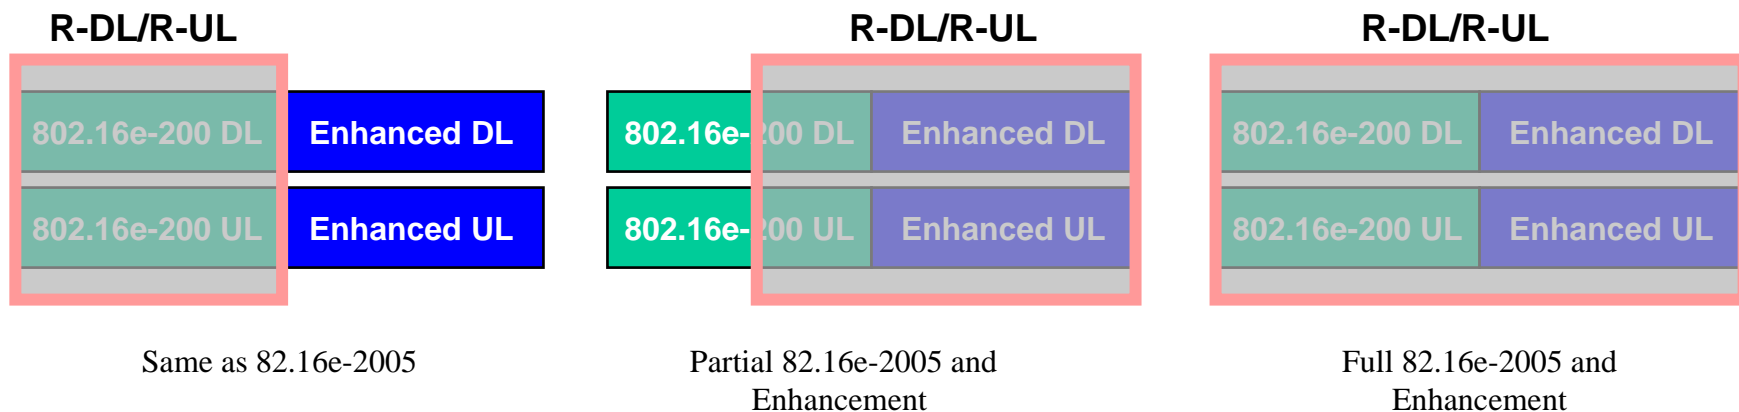 R-DL/R-UL
802.16e-200 DL
Enhanced DL
802.16e-200 UL
Enhanced UL
Same as 82.16e-2005
R-DL/R-UL
802.16e-200 DL
Enhanced DL
802.16e-200 UL
Enhanced UL
Partial 82.16e-2005 and
Enhancement
R-DL/R-UL
802.16e-200 DL
Enhanced DL
802.16e-200 UL
Enhanced UL
Full 82.16e-2005 and
Enhancement